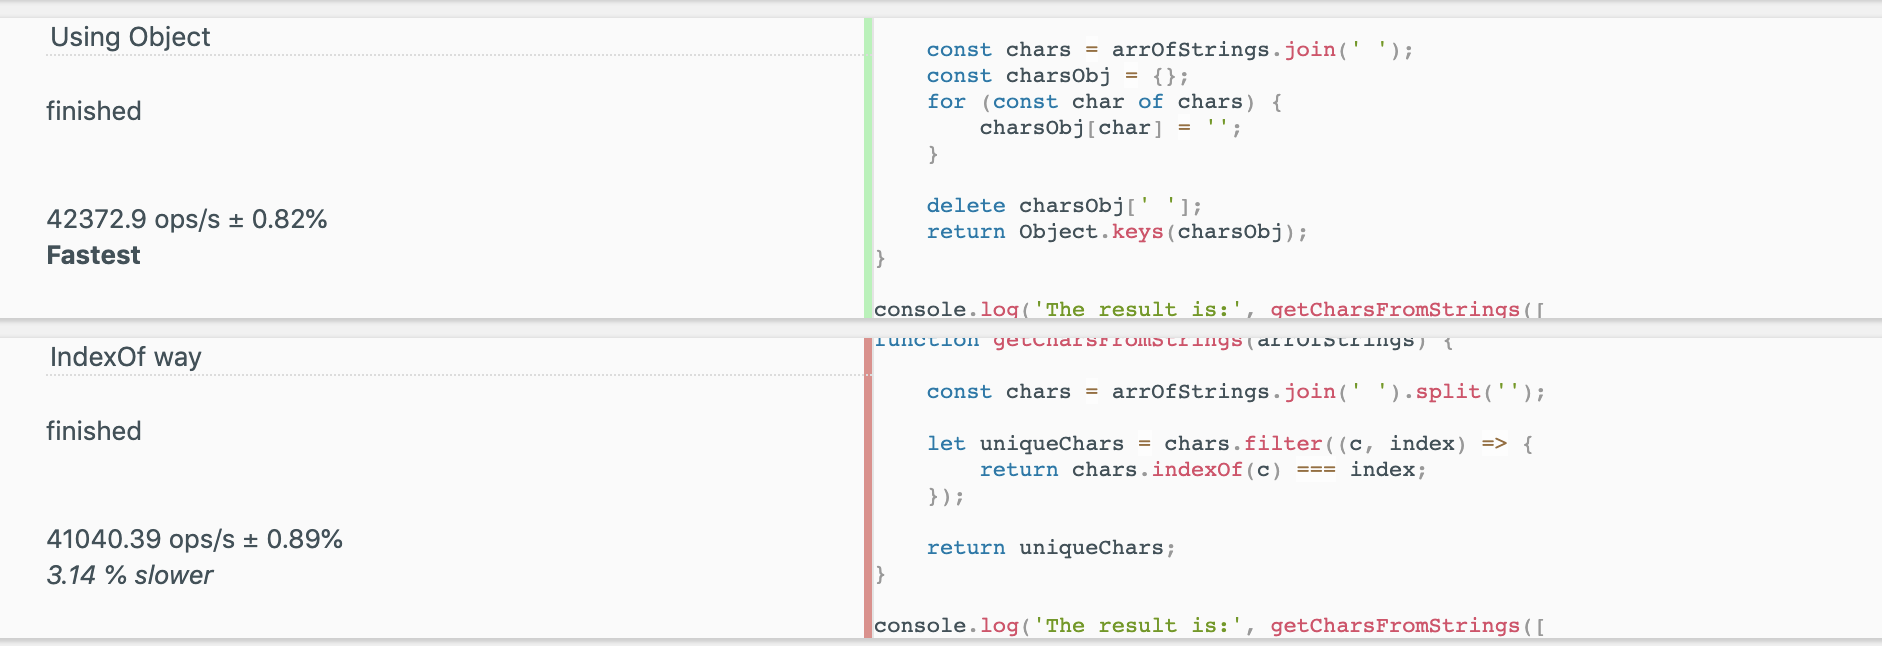 Using Object
finished
42372.9 ops/s ± 0.82%
Fastest
    const chars = arrOfStrings.join(' ');
    const charsObj = {};
    for (const char of chars) {
        charsObj[char] = '';
    }
    delete charsObj[' '];
    return Object.keys(charsObj);
}
console.log('The result is:', getCharsFromStrings([
IndexOf way
finished
41040.39 ops/s ± 0.89%
3.14 % slower
function getCharsFromStrings(arrOfStrings) {
    const chars = arrOfStrings.join(' ').split('');
    let uniqueChars = chars.filter((c, index) => {
        return chars.indexOf(c) === index;
    });
    return uniqueChars;
}
console.log('The result is:', getCharsFromStrings([